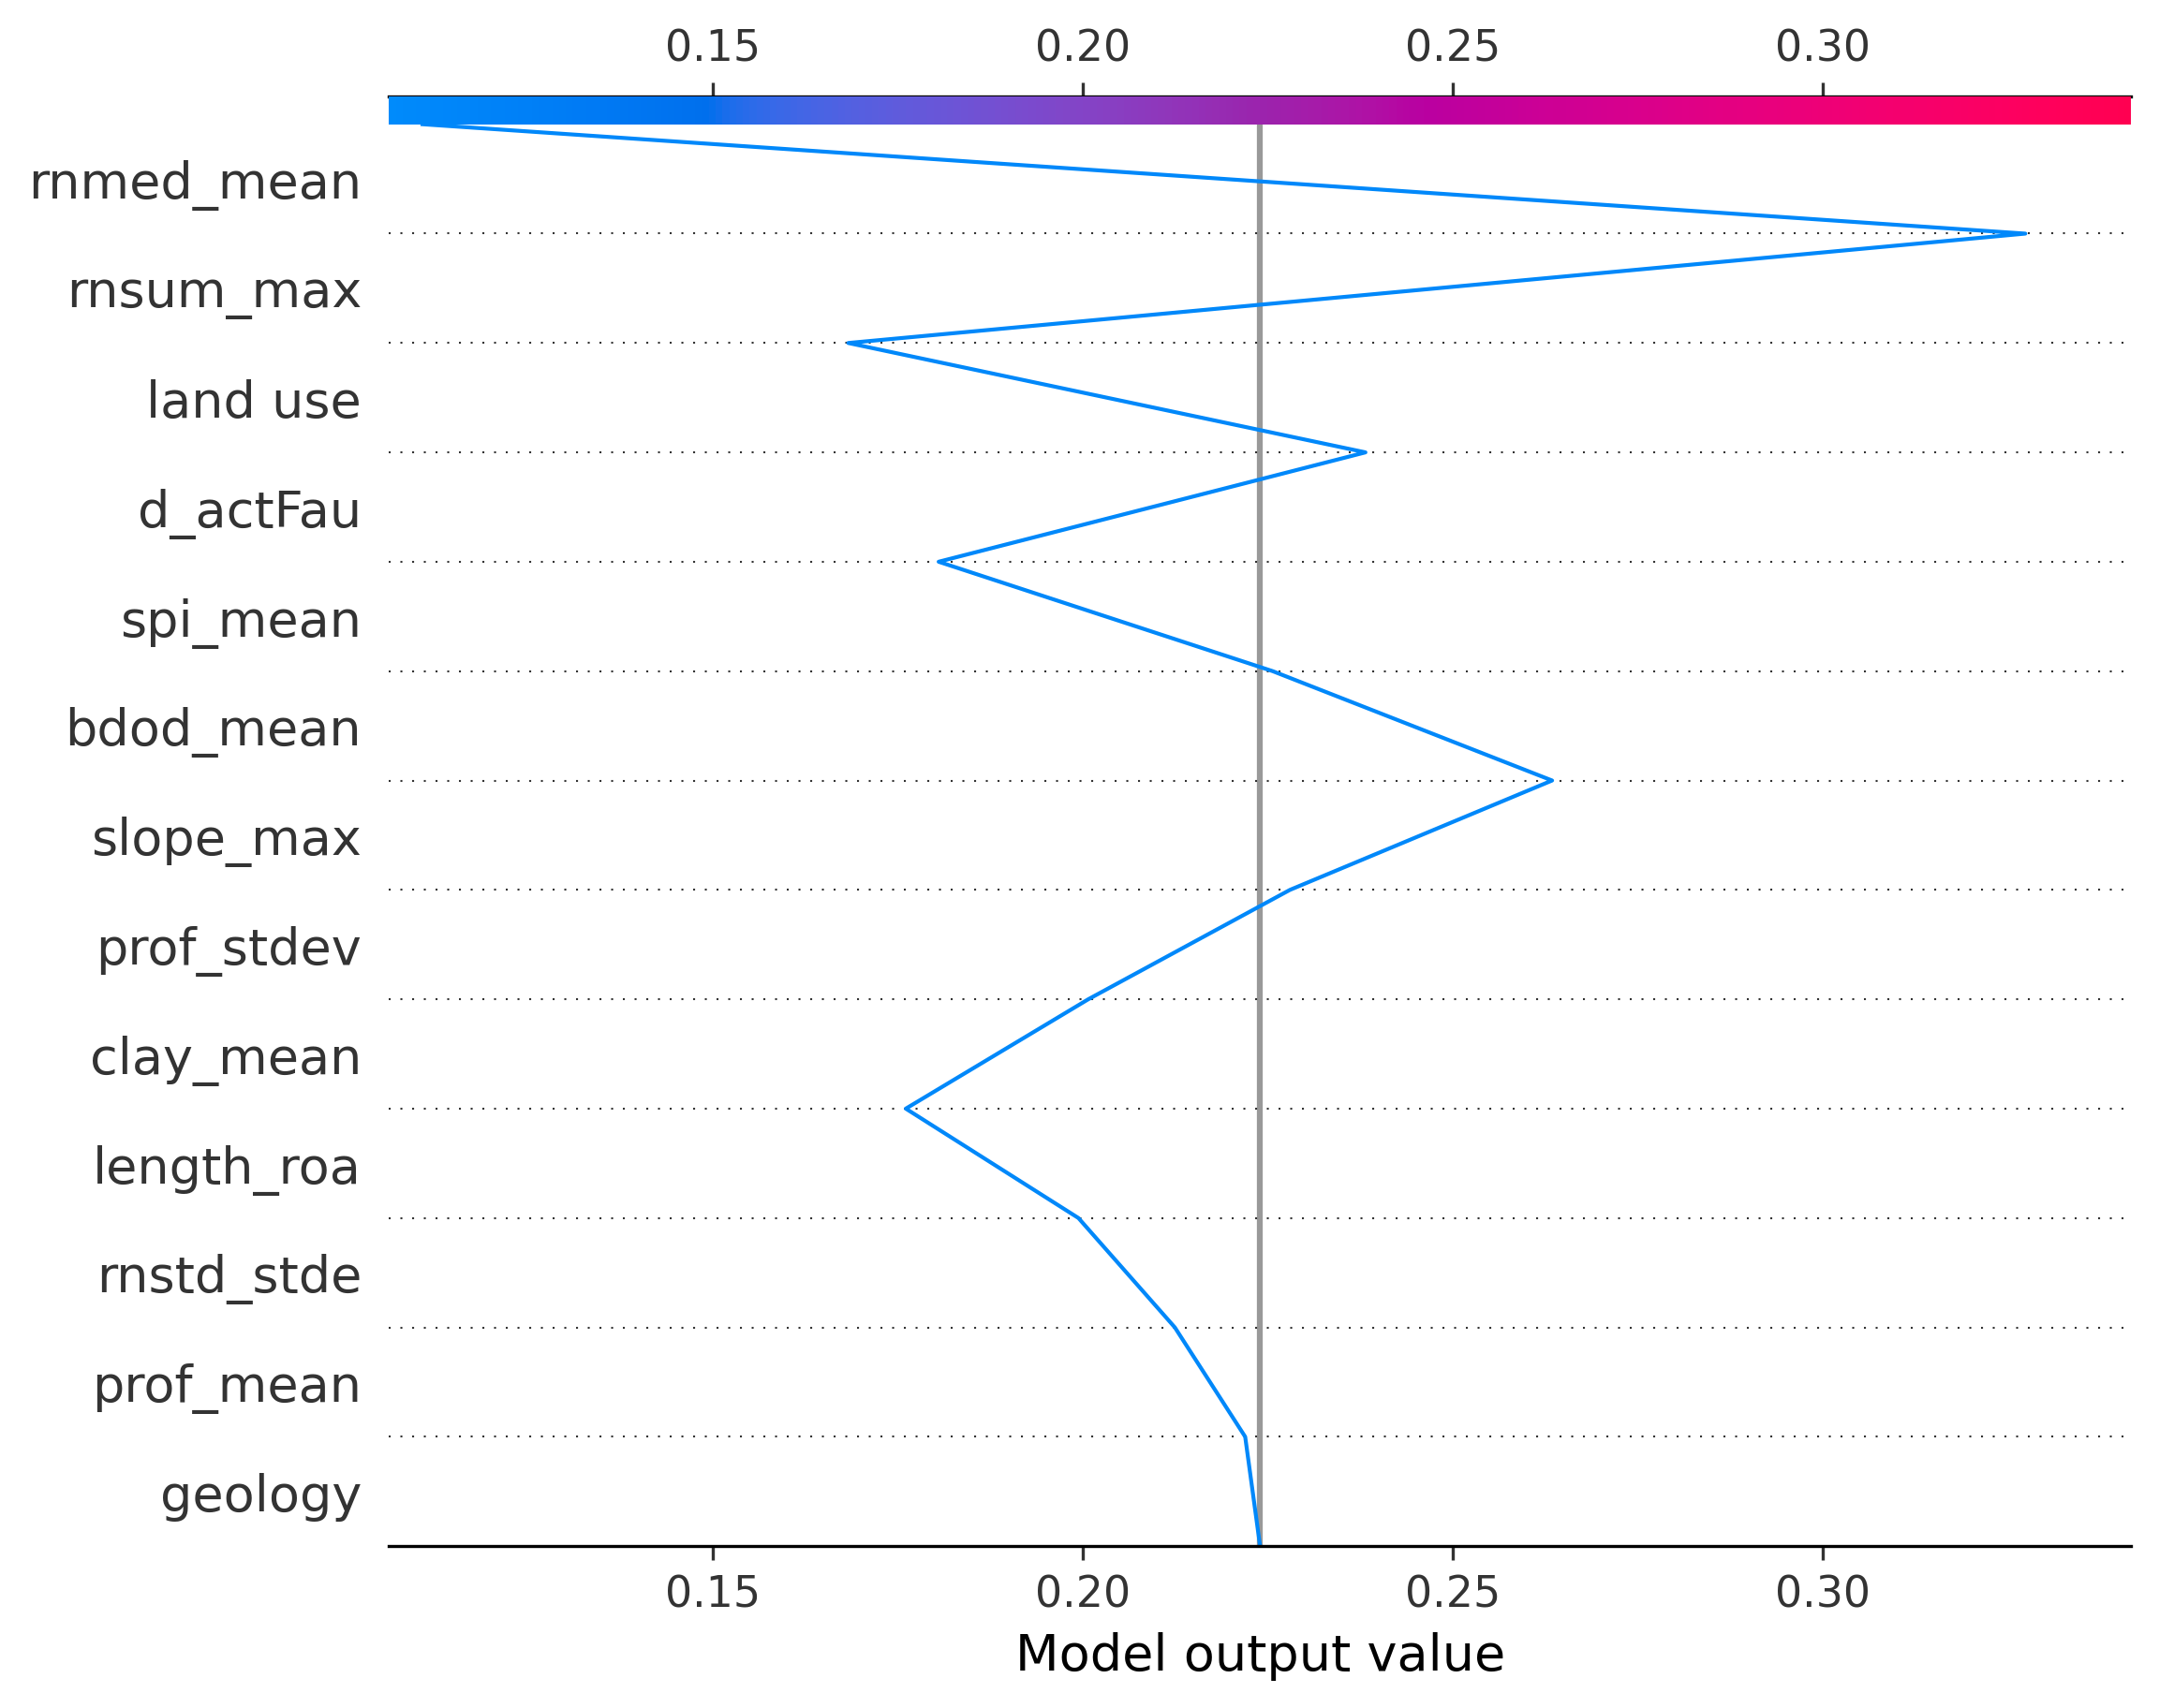 0.15 0.20 0.25 0.30
rnmed_mean
rnsum_max
land use
d_actFau
spi_mean
bdod_mean
slope_max
prof_stdev
clay_mean
length_roa
rnstd_stde
prof_mean
geology
0.15 0.20 0.25 0.30
Model output value